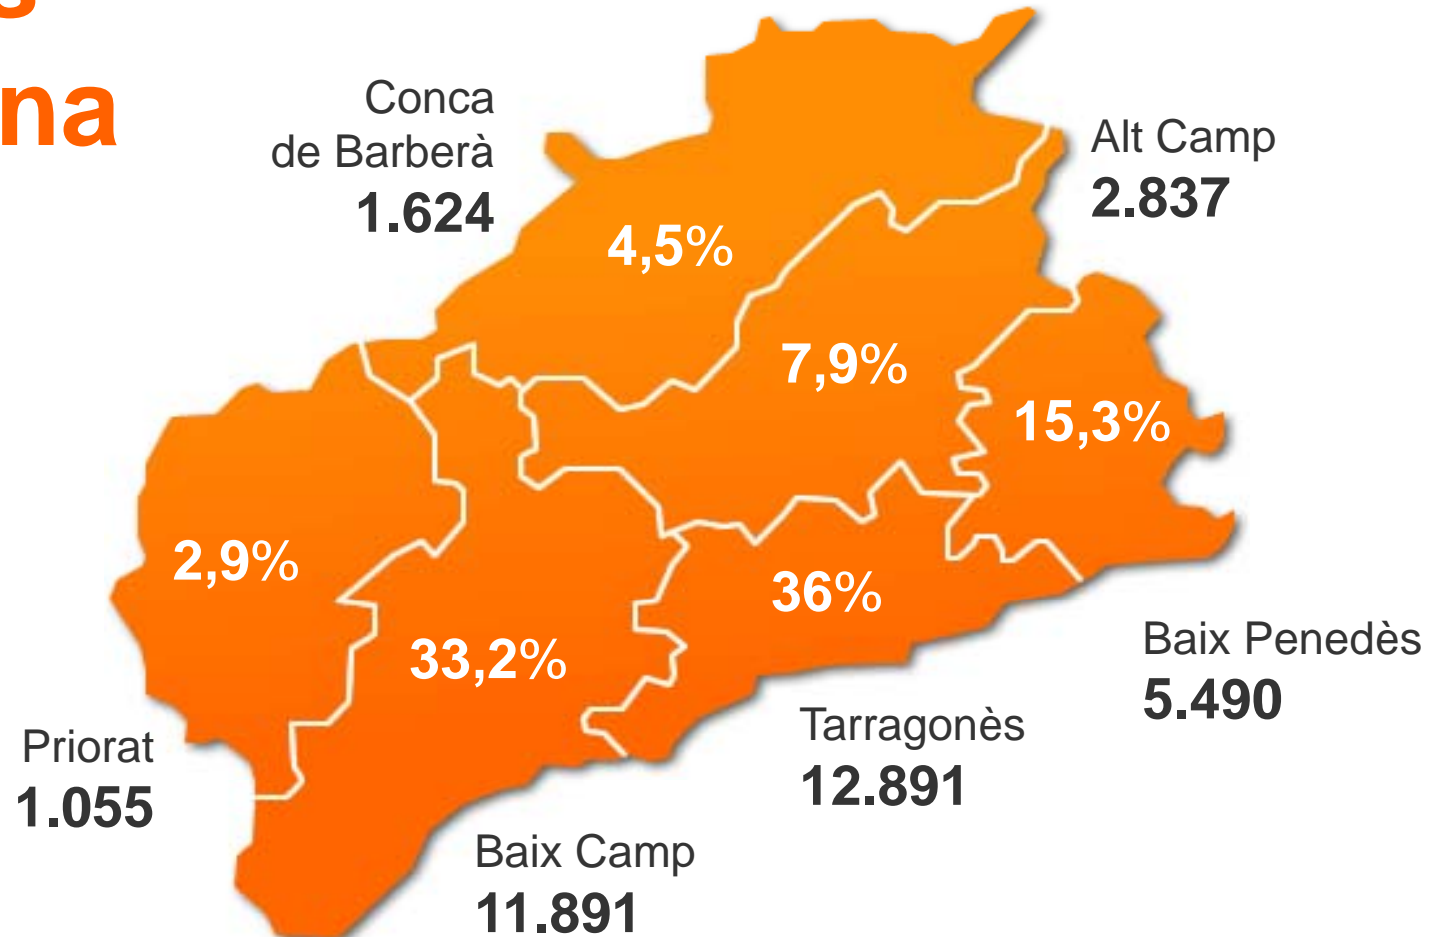 na
Conca
de Barberà
1.624
Alt Camp
2.837
4,5%
7,9%
15,3%
2,9%
36%
33,2%
Baix Penedès
5.490
Tarragonès
12.891
Priorat
1.055
Baix Camp
11.891